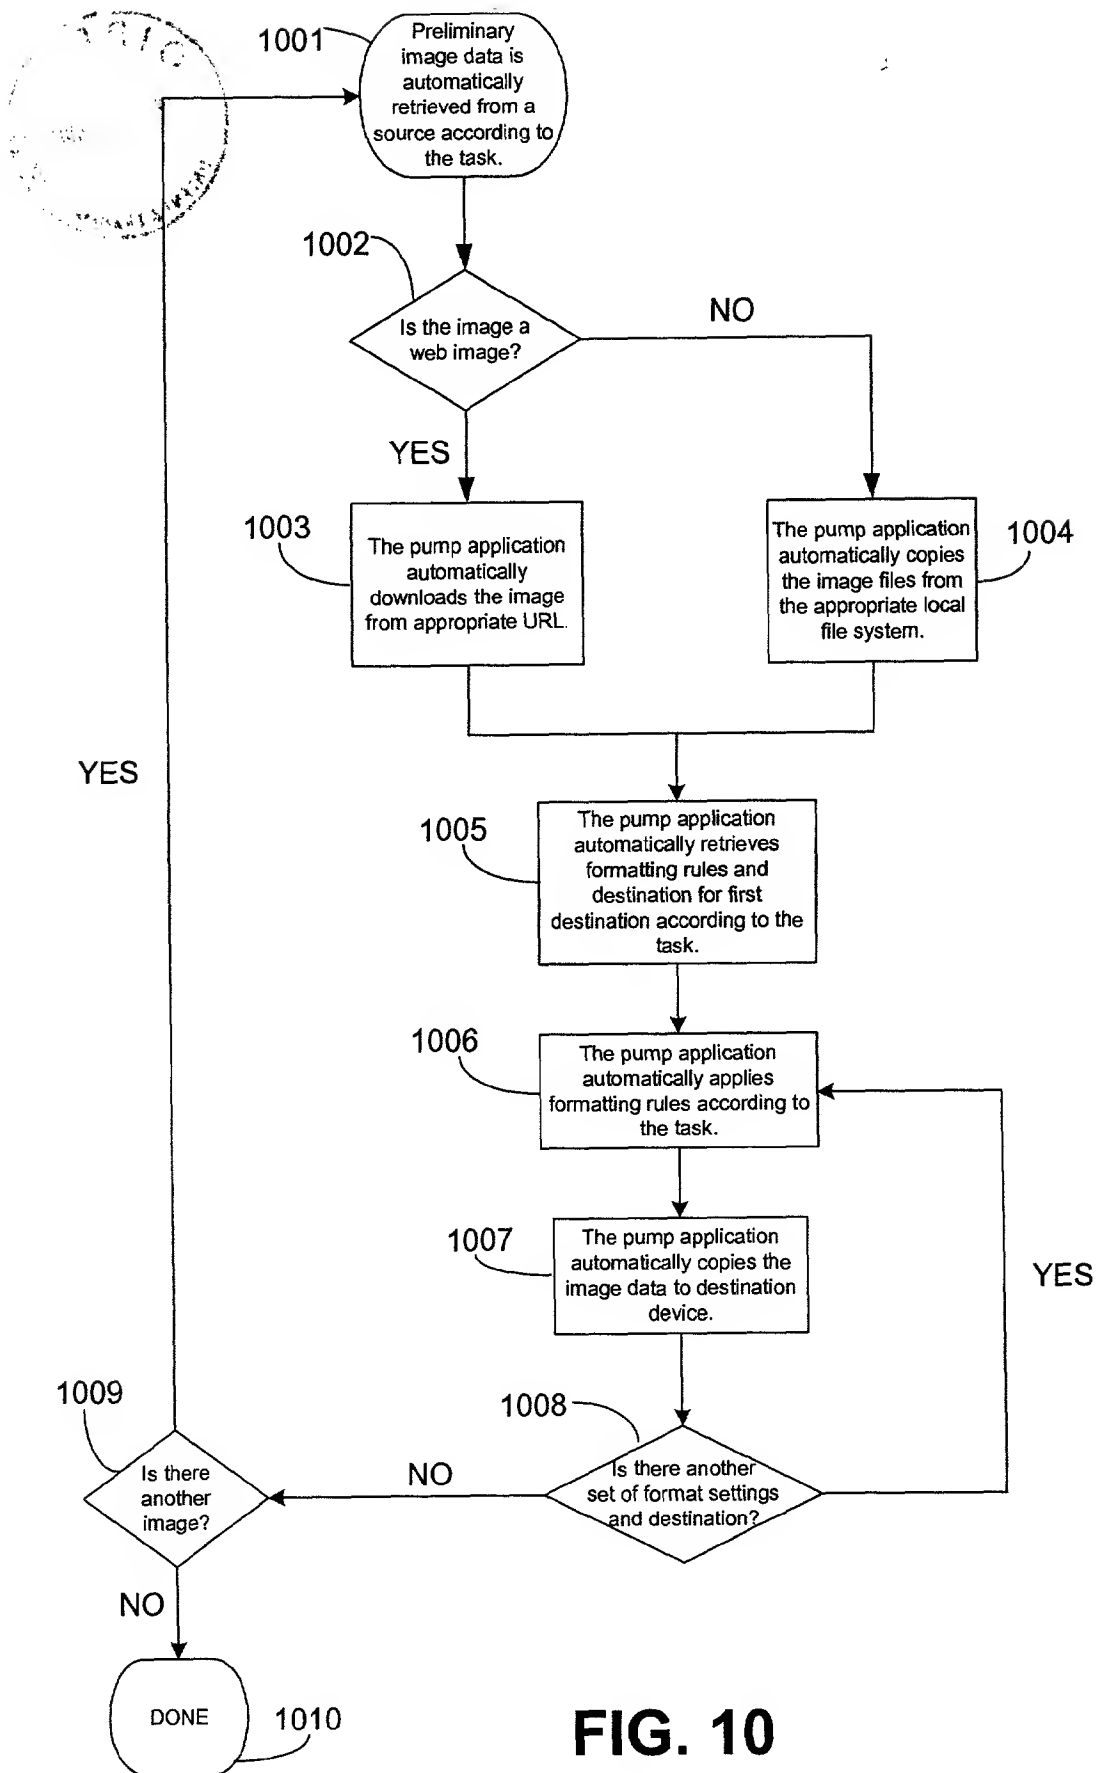 1001
Preliminary
image data is
automatically
retrieved from a
source according to
the task.
1002
Is the image a
web image?
NO
YES
1003
The pump application
automatically
downloads the image
from appropriate URL.
The pump application
automatically copies
the image files from
the appropriate local
file system.
1004
YES
1005
The pump application
automatically retrieves
formatting rules and
destination for first
destination according to the
task.
1006
The pump application
automatically applies
formatting rules according to
the task.
1007
The pump application
automatically copies the
image data to destination
device.
YES
1008
Is there another
set of format settings
and destination?
NO
1009
Is there
another
image?
NO
DONE
1010
FIG. 10